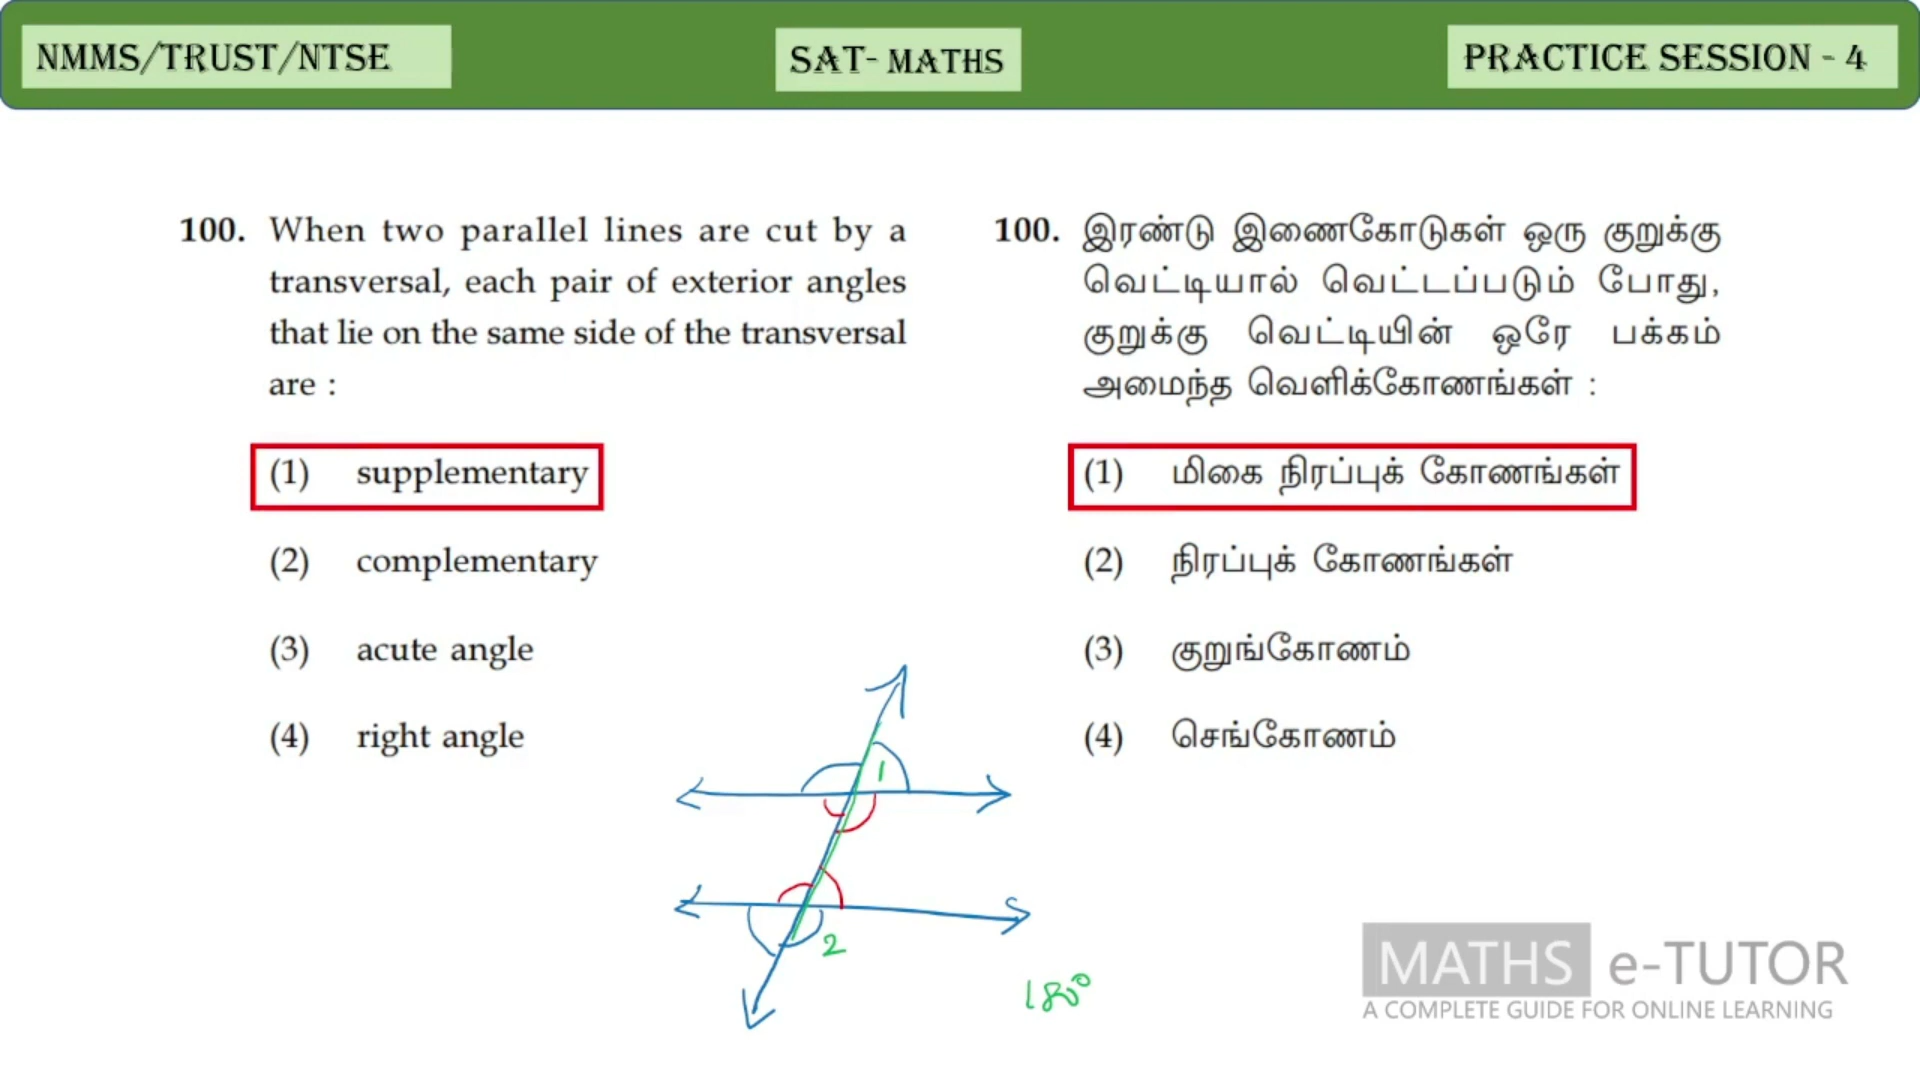 NMMS/TRUST/NTSE
SAT- MATHS
PRACTICE SESSION - 4
100. When two parallel lines are cut by a
transversal, each pair of exterior angles
that lie on the same side of the transversal
are :
(1) supplementary
(2) complementary
(3) acute angle
(4) right angle
100. இரண்டு இணைகோடுகள் ஒரு குறுக்கு
வெட்டியால் வெட்டப்படும் போது,
குறுக்கு வெட்டியின் ஒரே பக்கம்
அமைந்த வெளிக்கோணங்கள் :
(1) மிகை நிரப்புக் கோணங்கள்
(2) நிரப்புக் கோணங்கள்
(3) குறுங்கோணம்
(4) செங்கோணம்
1
2
180°
MATHS e-TUTOR
A COMPLETE GUIDE FOR ONLINE LEARNING